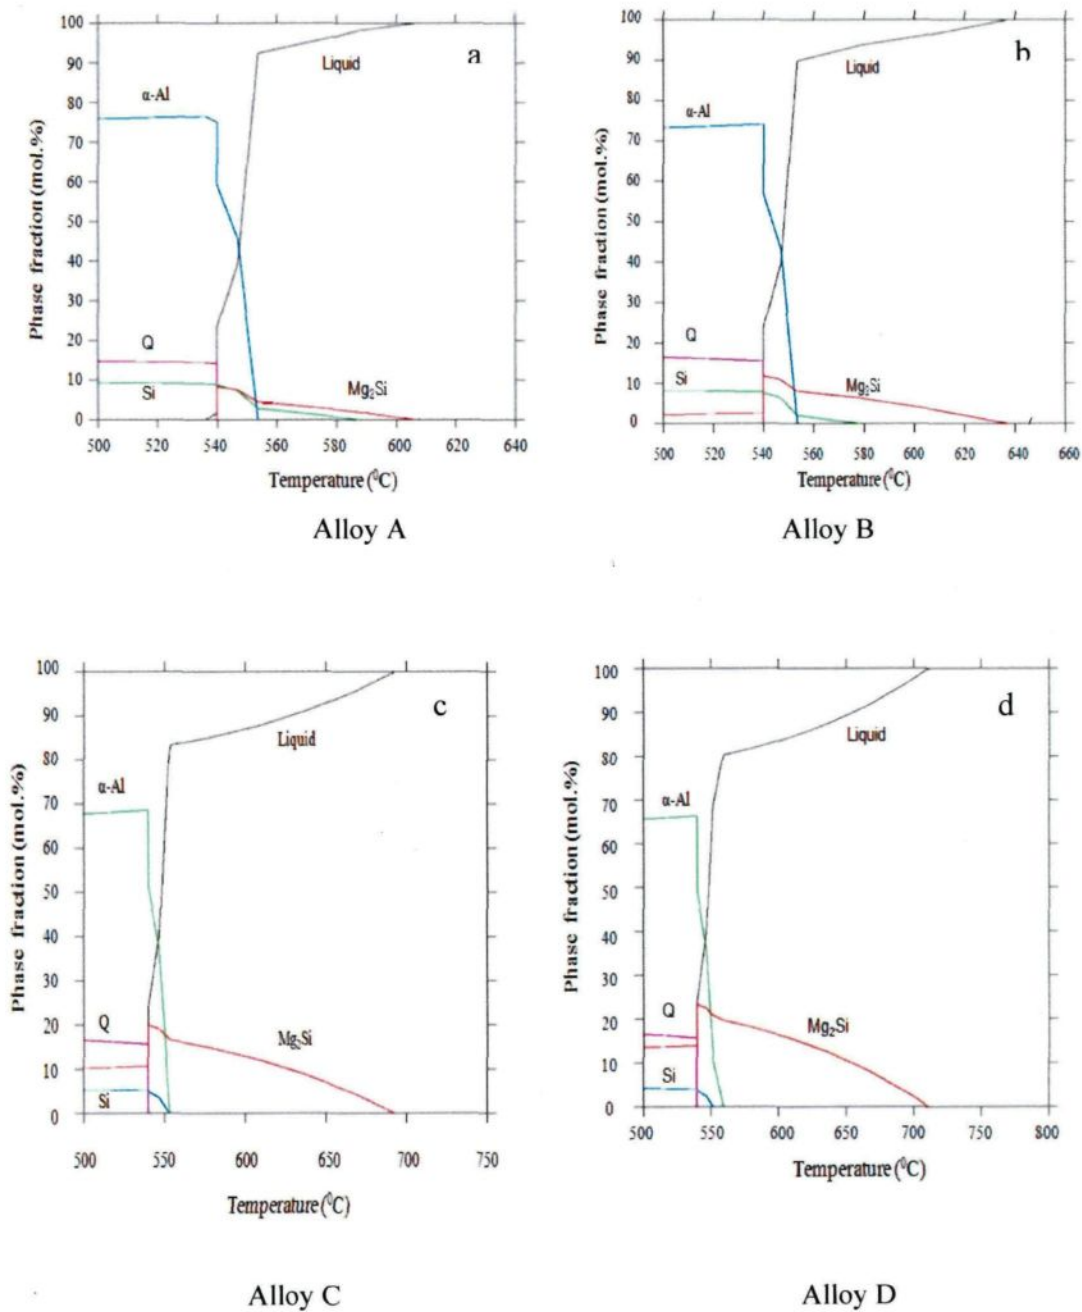 a
Liquid
α-Al
Q
Si
Mg₂Si
Phase fraction (mol.%)
100
90
80
70
60
50
40
30
20
10
0
500 520 540 560 580 600 620 640
Temperature (⁰C)
Alloy A
b
Liquid
α-Al
Q
Si
Mg₂Si
Phase fraction (mol.%)
100
90
80
70
60
50
40
30
20
10
0
500 520 540 560 580 600 620 640 660
Temperature (⁰C)
Alloy B
c
Liquid
α-Al
Q
Si
Mg₂Si
Phase fraction (mol.%)
100
90
80
70
60
50
40
30
20
10
0
500 550 600 650 700 750
Temperature (⁰C)
Alloy C
d
Liquid
α-Al
Q
Si
Mg₂Si
Phase fraction (mol.%)
100
90
80
70
60
50
40
30
20
10
0
500 550 600 650 700 750 800
Temperature (⁰C)
Alloy D